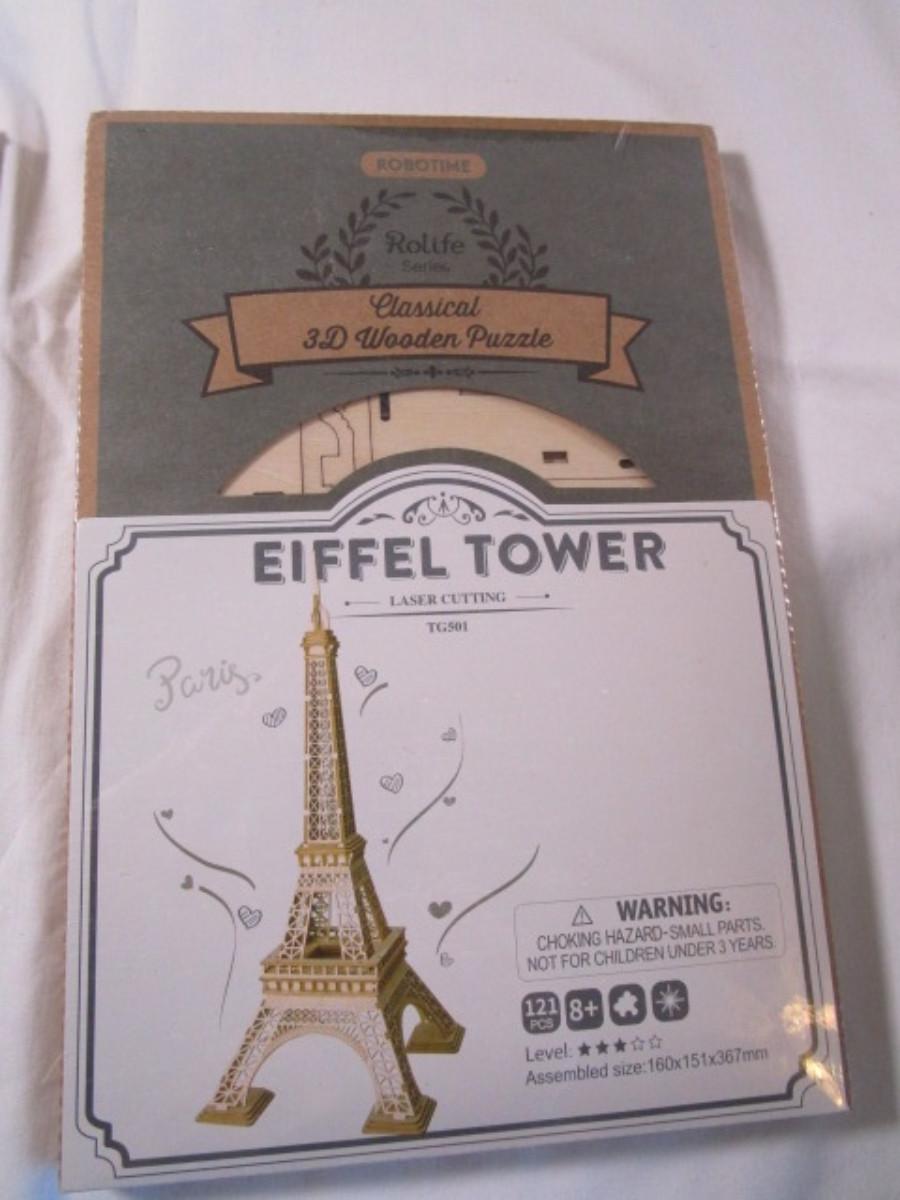 ROBOTIME
Rolife
Series
Classical
3D Wooden Puzzle
EIFFEL TOWER
LASER CUTTING
TG501
Paris
WARNING:
CHOKING HAZARD-SMALL PARTS.
NOT FOR CHILDREN UNDER 3 YEARS.
121
PCS
8+
Level:
Assembled size:160x151x367mm